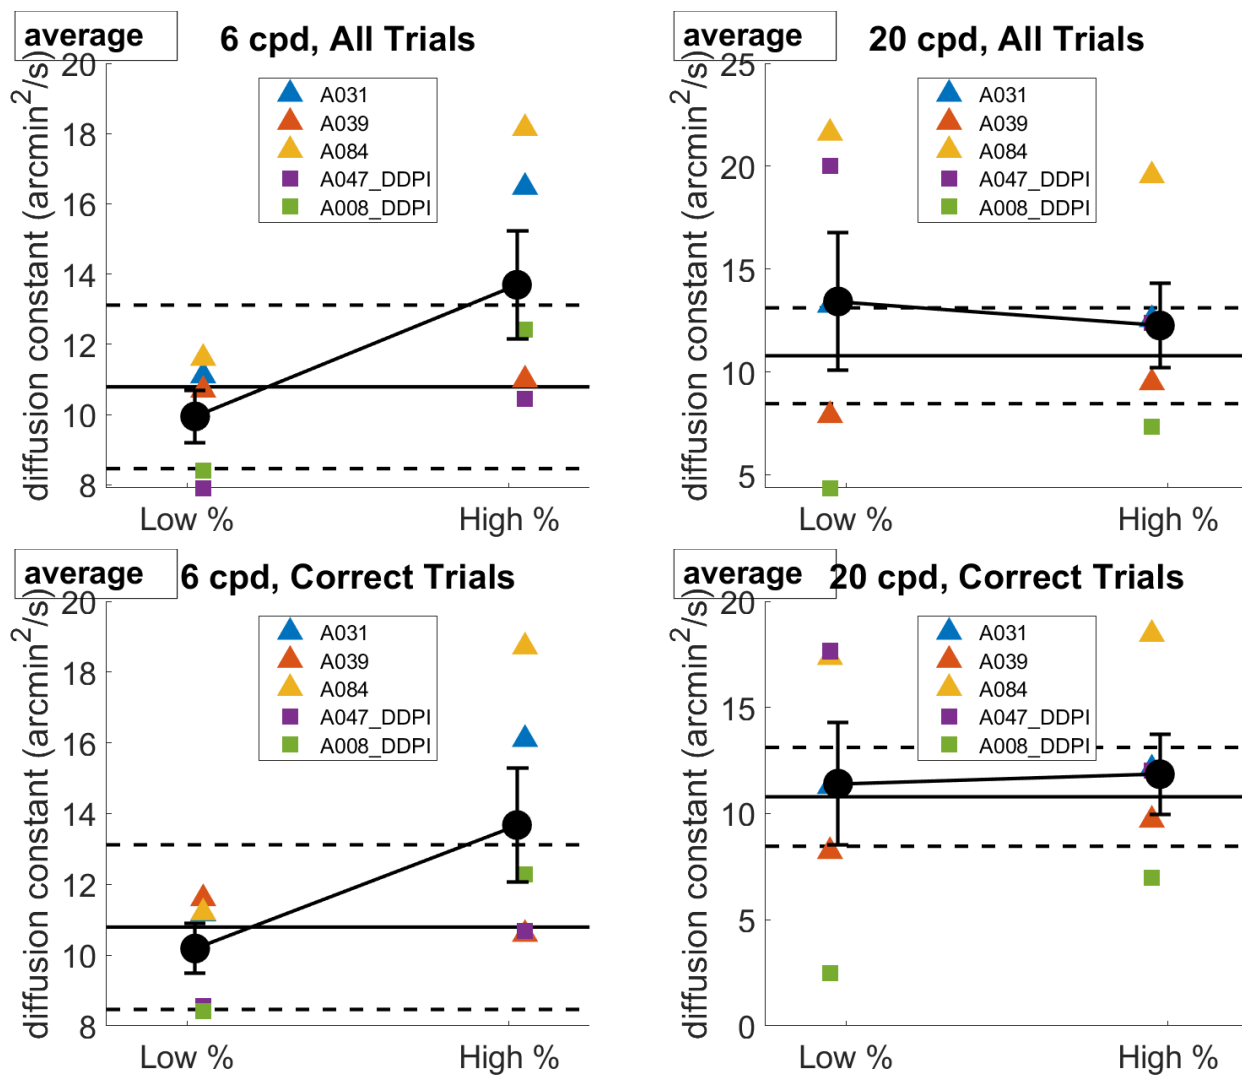 average
6 cpd, All Trials
diffusion constant (arcmin²/s)
20
18
16
14
12
10
8
A031
A039
A084
A047_DDPI
A008_DDPI
Low %
High %
average
20 cpd, All Trials
diffusion constant (arcmin²/s)
25
20
15
10
5
A031
A039
A084
A047_DDPI
A008_DDPI
Low %
High %
average
6 cpd, Correct Trials
diffusion constant (arcmin²/s)
20
18
16
14
12
10
8
A031
A039
A084
A047_DDPI
A008_DDPI
Low %
High %
average
20 cpd, Correct Trials
diffusion constant (arcmin²/s)
20
15
10
5
0
A031
A039
A084
A047_DDPI
A008_DDPI
Low %
High %